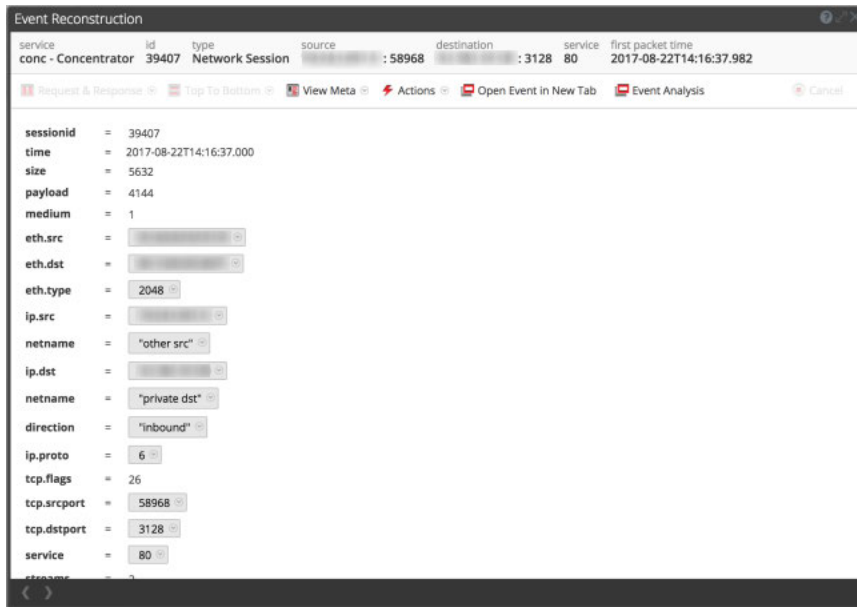 Event Reconstruction
service id type source destination service first packet time
conc - Concentrator 39407 Network Session : 58968 : 3128 80 2017-08-22T14:16:37.982
Request & Response Top To Bottom View Meta Actions Open Event in New Tab Event Analysis Cancel
sessionid = 39407
time = 2017-08-22T14:16:37.000
size = 5632
payload = 4144
medium = 1
eth.src =
eth.dst =
eth.type = 2048
ip.src =
netname = "other src"
ip.dst =
netname = "private dst"
direction = "inbound"
ip.proto = 6
tcp.flags = 26
tcp.srcport = 58968
tcp.dstport = 3128
service = 80
streams = 2